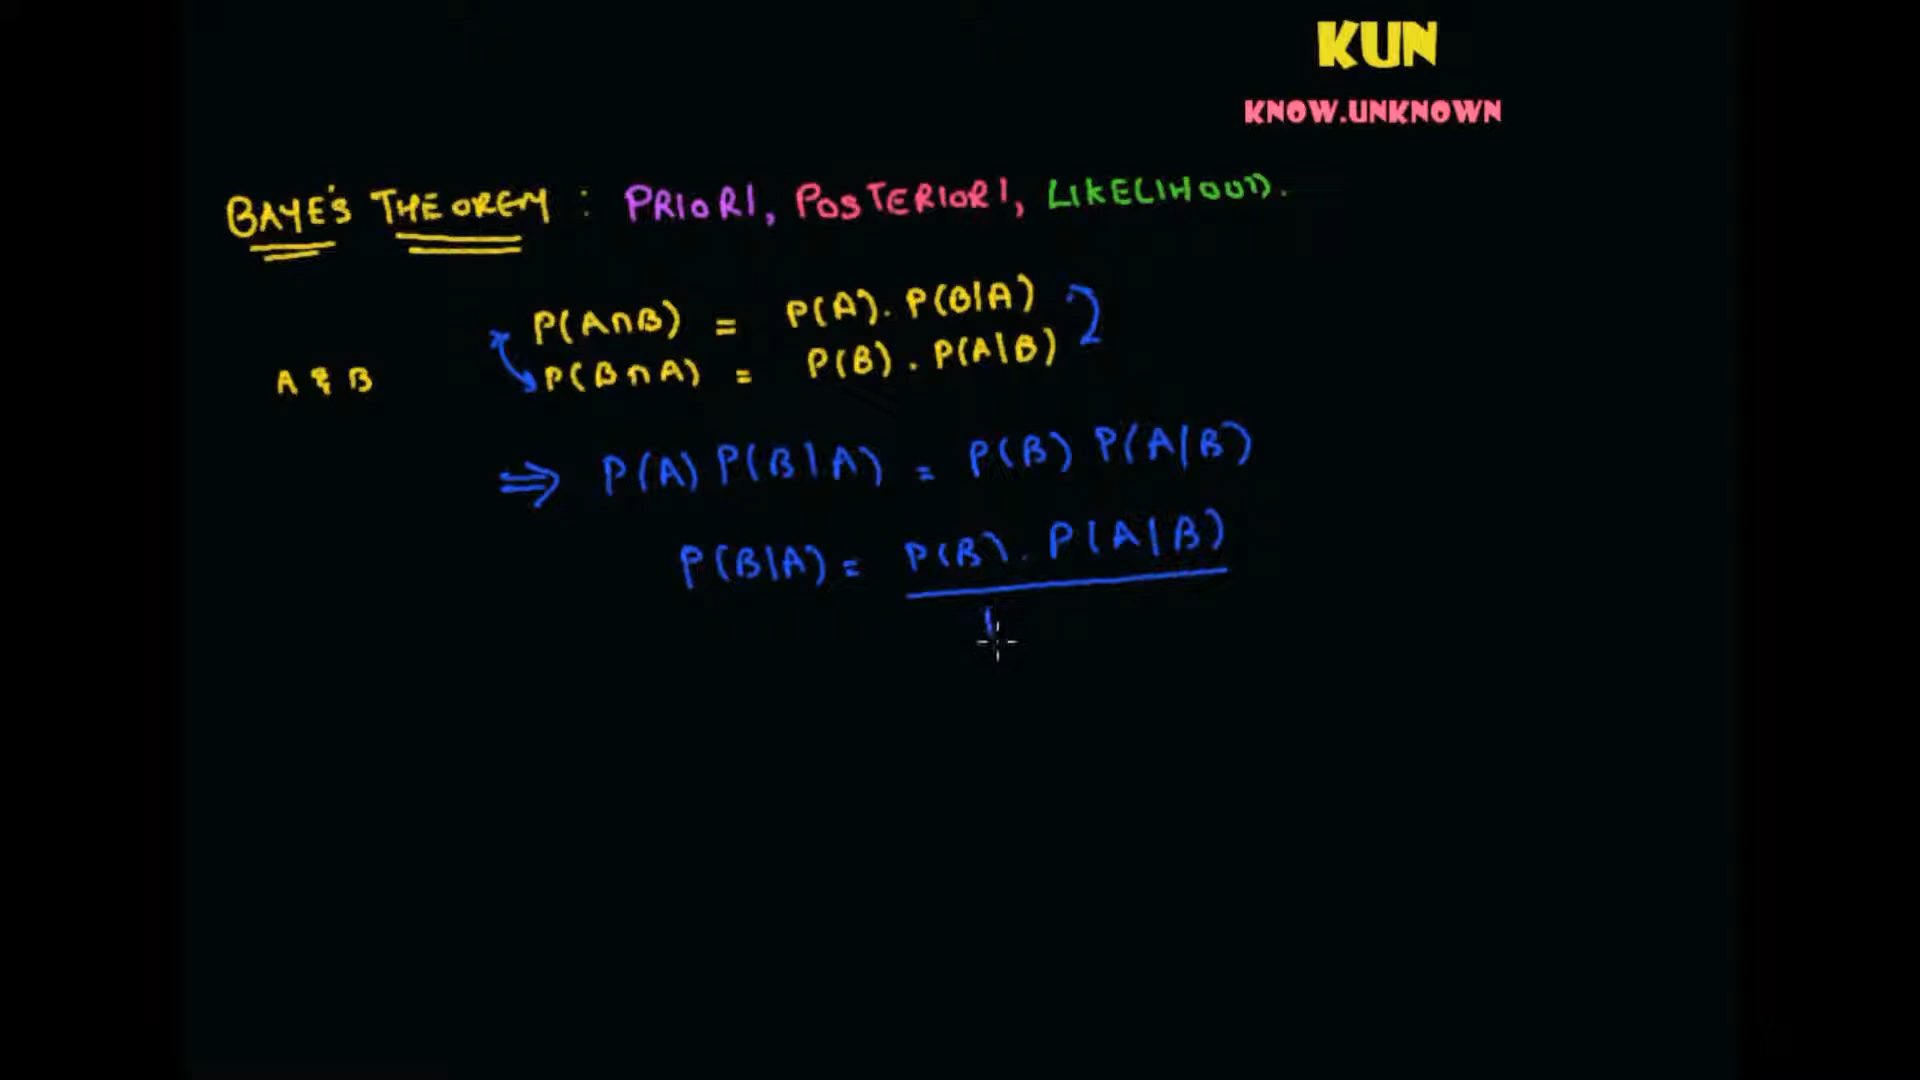 KUN
KNOW.UNKNOWN
BAYE'S THEOREM : PRIORI, POSTERIORI, LIKELIHOOD.
P(A∩B) = P(A). P(B|A)
P(B∩A) = P(B) . P(A|B)
A & B
⇒ P(A) P(B|A) = P(B) P(A|B)
P(B|A) = P(B) . P(A|B)